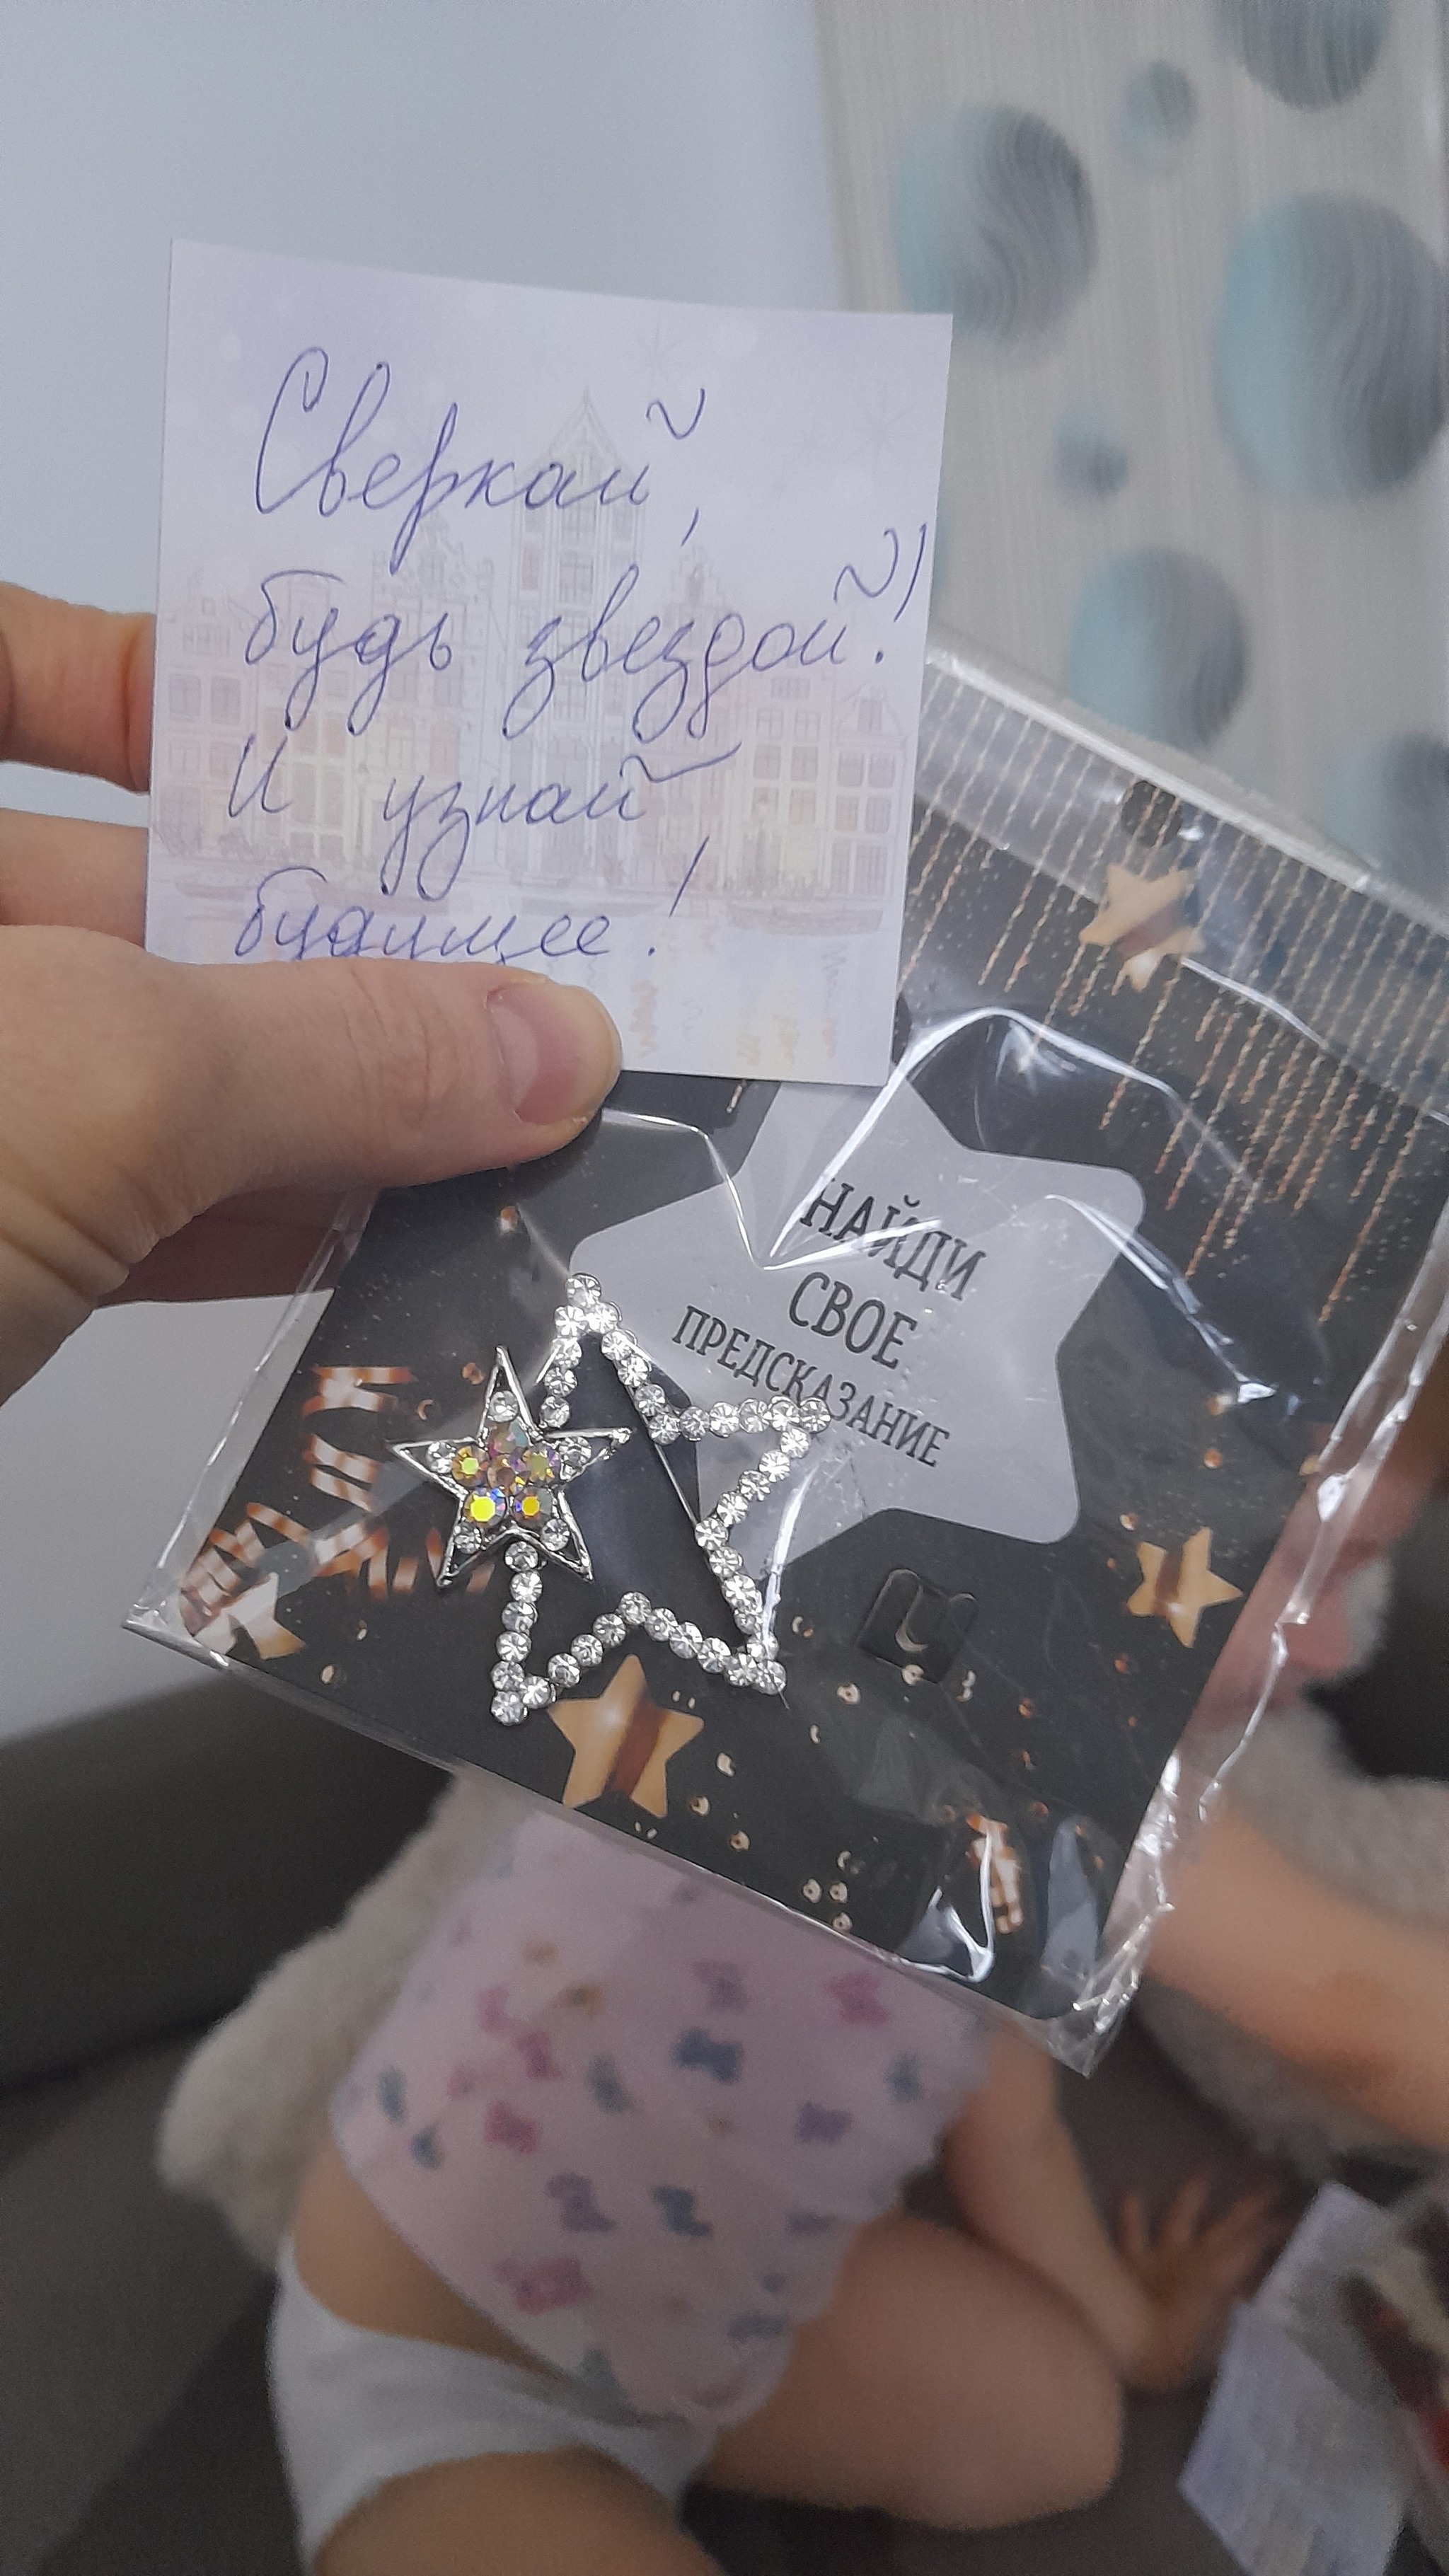 Сверкай,
будь звездой!
И узнай
будущее!
НАЙДИ
СВОЕ
ПРЕДСКАЗАНИЕ